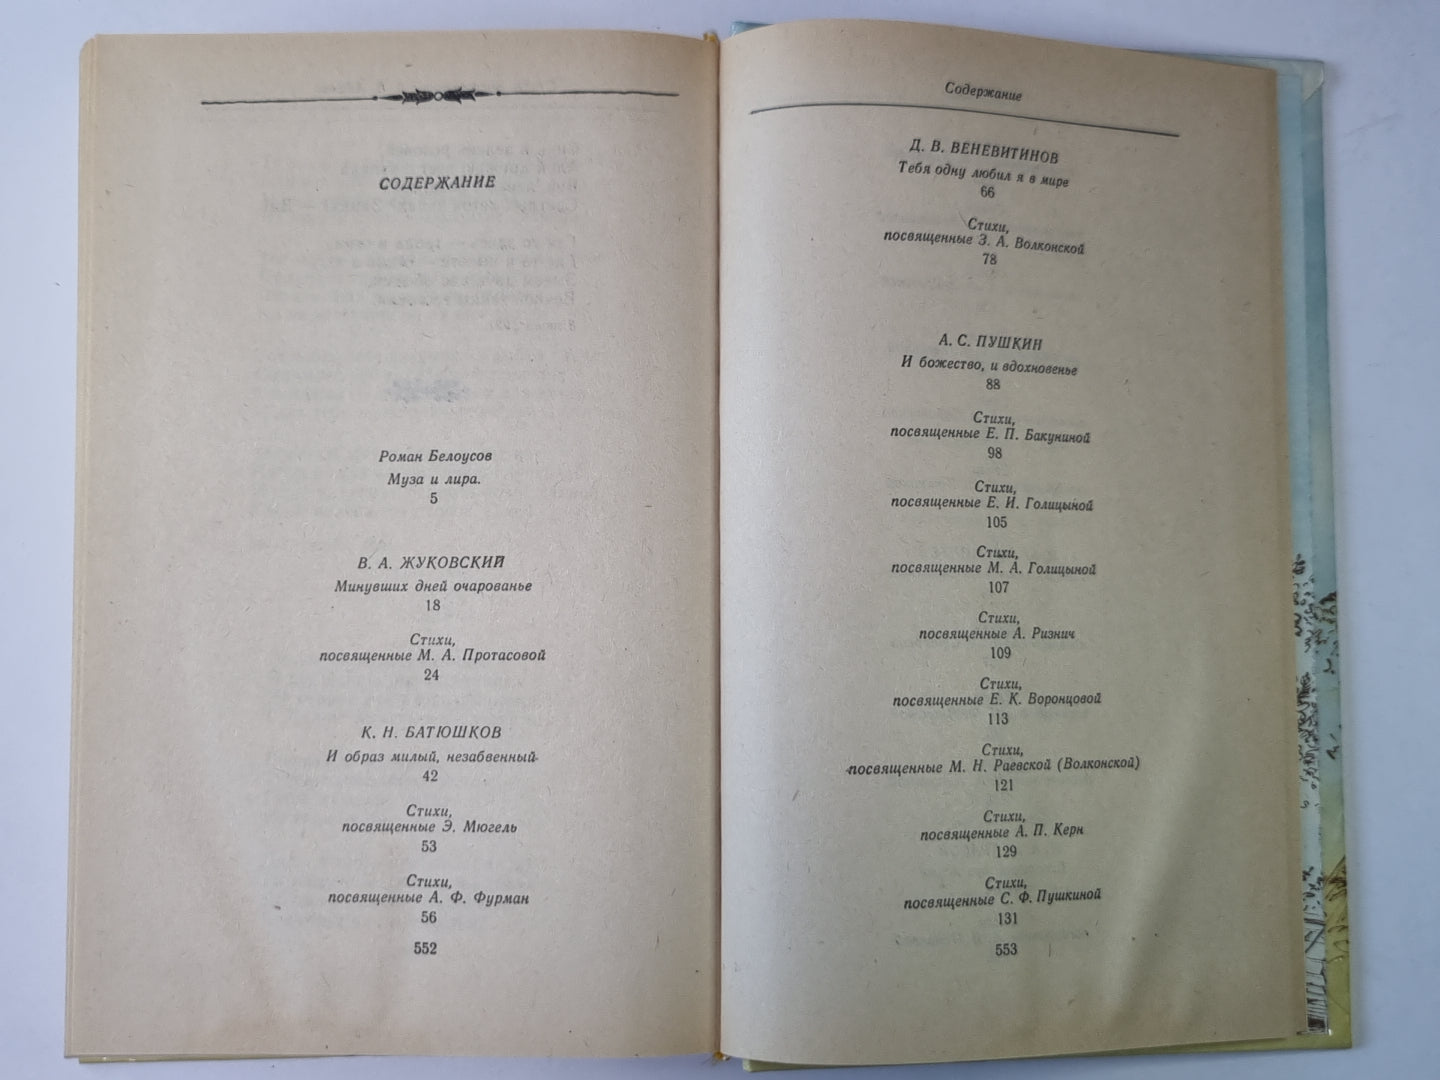 СОДЕРЖАНИЕ
Роман Белоусов
Муза и лира.
5
В. А. ЖУКОВСКИЙ
Минувших дней очарованье
18
Стихи,
посвященные М. А. Протасовой
24
К. Н. БАТЮШКОВ
И образ милый, незабвенный
42
Стихи,
посвященные Э. Мюгель
53
Стихи,
посвященные А. Ф. Фурман
56
552
Содержание
Д. В. ВЕНЕВИТИНОВ
Тебя одну любил я в мире
66
Стихи,
посвященные З. А. Волконской
78
А. С. ПУШКИН
И божество, и вдохновенье
88
Стихи,
посвященные Е. П. Бакуниной
98
Стихи,
посвященные Е. И. Голицыной
105
Стихи,
посвященные М. А. Голицыной
107
Стихи,
посвященные А. Ризнич
109
Стихи,
посвященные Е. К. Воронцовой
113
Стихи,
посвященные М. Н. Раевской (Волконской)
121
Стихи,
посвященные А. П. Керн
129
Стихи,
посвященные С. Ф. Пушкиной
131
553